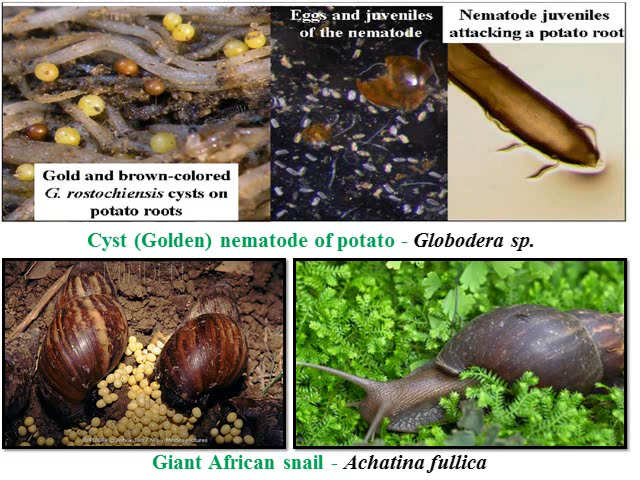 Gold and brown-colored
G. rostochiensis cysts on
potato roots
Eggs and juveniles
of the nematode
Nematode juveniles
attacking a potato root
Cyst (Golden) nematode of potato - Globodera sp.
Giant African snail - Achatina fullica